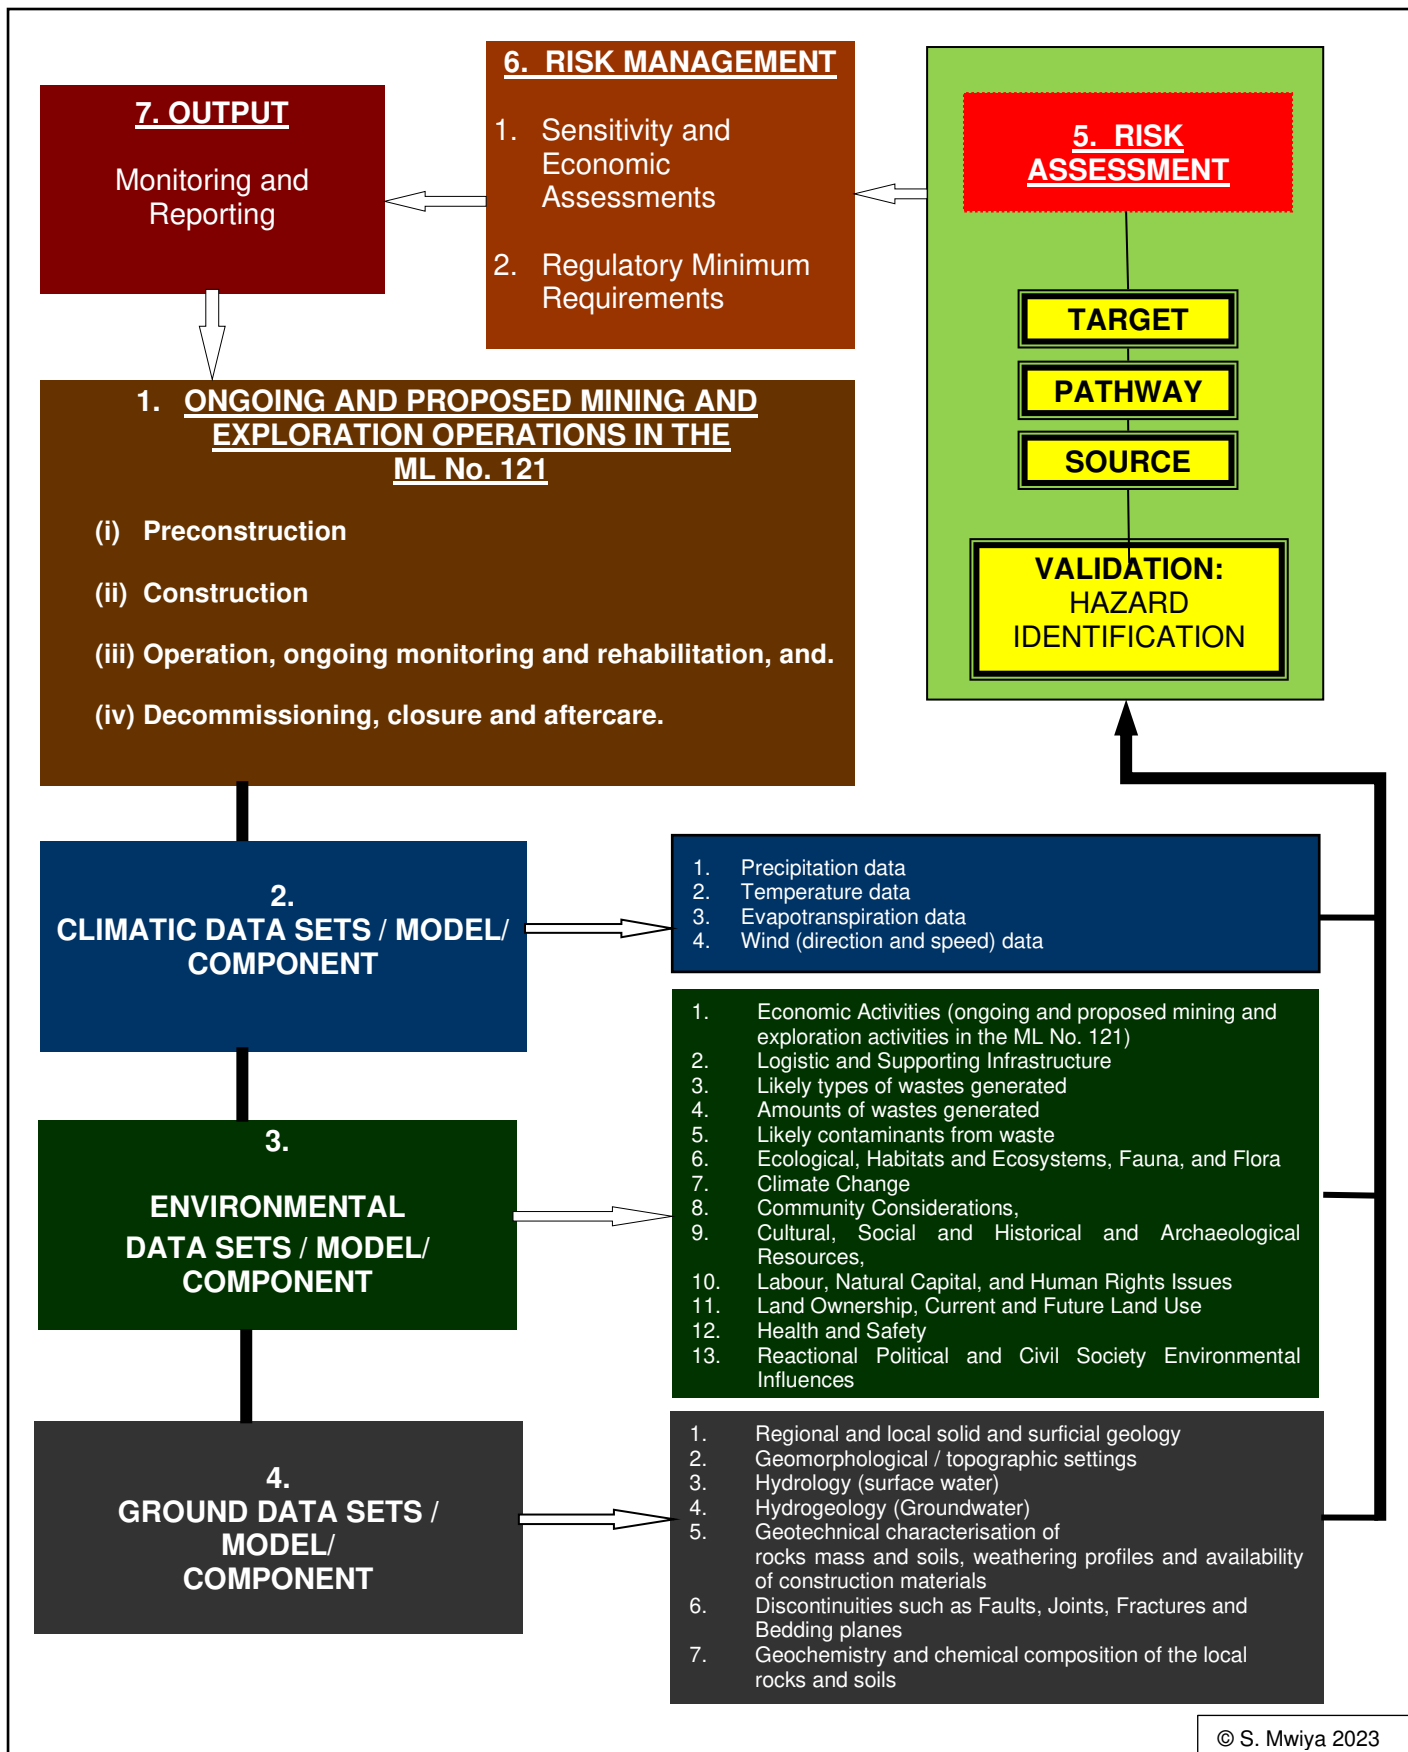 7. OUTPUT
Monitoring and
Reporting
6. RISK MANAGEMENT
1. Sensitivity and
Economic
Assessments
2. Regulatory Minimum
Requirements
5. RISK
ASSESSMENT
TARGET
PATHWAY
SOURCE
VALIDATION:
HAZARD
IDENTIFICATION
1. ONGOING AND PROPOSED MINING AND
EXPLORATION OPERATIONS IN THE
ML No. 121
(i) Preconstruction
(ii) Construction
(iii) Operation, ongoing monitoring and rehabilitation, and.
(iv) Decommissioning, closure and aftercare.
2.
CLIMATIC DATA SETS / MODEL/
COMPONENT
1. Precipitation data
2. Temperature data
3. Evapotranspiration data
4. Wind (direction and speed) data
3.
ENVIRONMENTAL
DATA SETS / MODEL/
COMPONENT
1. Economic Activities (ongoing and proposed mining and
exploration activities in the ML No. 121)
2. Logistic and Supporting Infrastructure
3. Likely types of wastes generated
4. Amounts of wastes generated
5. Likely contaminants from waste
6. Ecological, Habitats and Ecosystems, Fauna, and Flora
7. Climate Change
8. Community Considerations,
9. Cultural, Social and Historical and Archaeological
Resources,
10. Labour, Natural Capital, and Human Rights Issues
11. Land Ownership, Current and Future Land Use
12. Health and Safety
13. Reactional Political and Civil Society Environmental
Influences
4.
GROUND DATA SETS /
MODEL/
COMPONENT
1. Regional and local solid and surficial geology
2. Geomorphological / topographic settings
3. Hydrology (surface water)
4. Hydrogeology (Groundwater)
5. Geotechnical characterisation of
rocks mass and soils, weathering profiles and availability
of construction materials
6. Discontinuities such as Faults, Joints, Fractures and
Bedding planes
7. Geochemistry and chemical composition of the local
rocks and soils
© S. Mwiya 2023